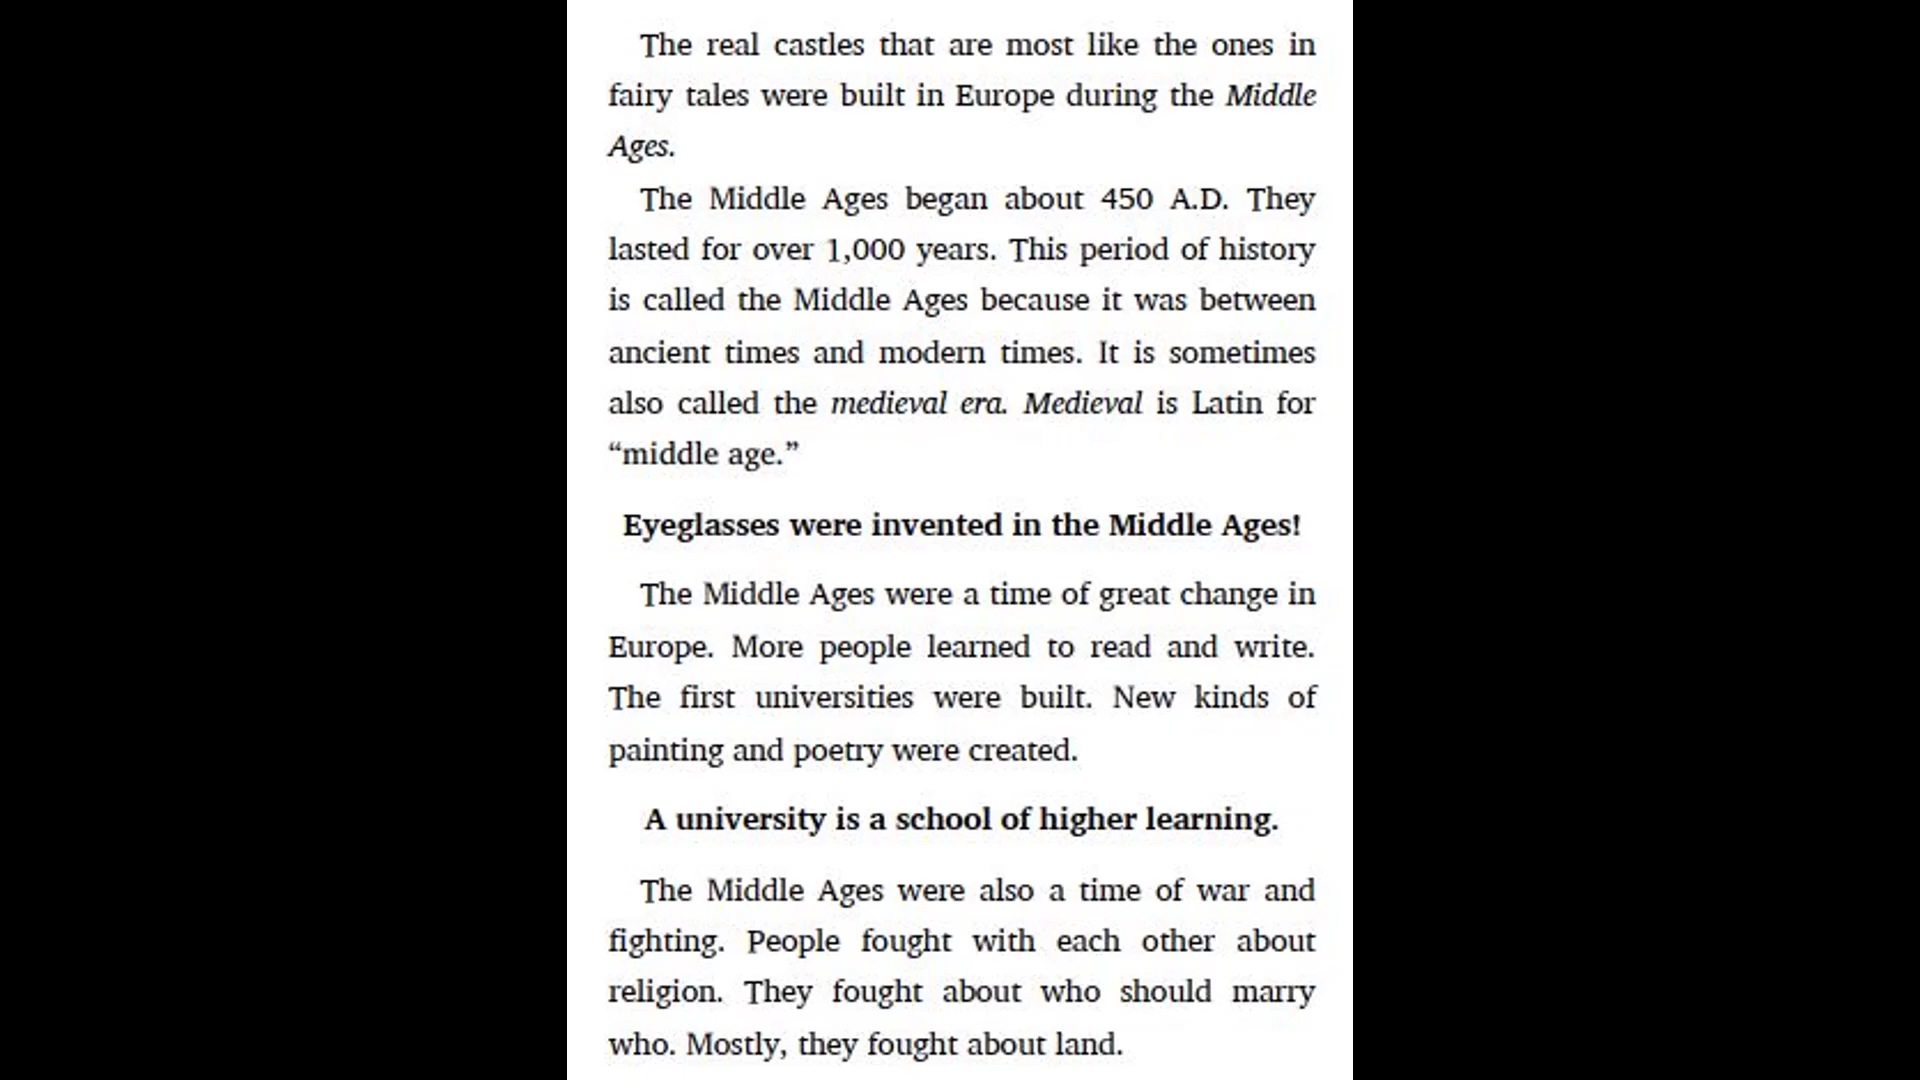 The real castles that are most like the ones in
fairy tales were built in Europe during the Middle
Ages.
The Middle Ages began about 450 A.D. They
lasted for over 1,000 years. This period of history
is called the Middle Ages because it was between
ancient times and modern times. It is sometimes
also called the medieval era. Medieval is Latin for
“middle age.”
Eyeglasses were invented in the Middle Ages!
The Middle Ages were a time of great change in
Europe. More people learned to read and write.
The first universities were built. New kinds of
painting and poetry were created.
A university is a school of higher learning.
The Middle Ages were also a time of war and
fighting. People fought with each other about
religion. They fought about who should marry
who. Mostly, they fought about land.